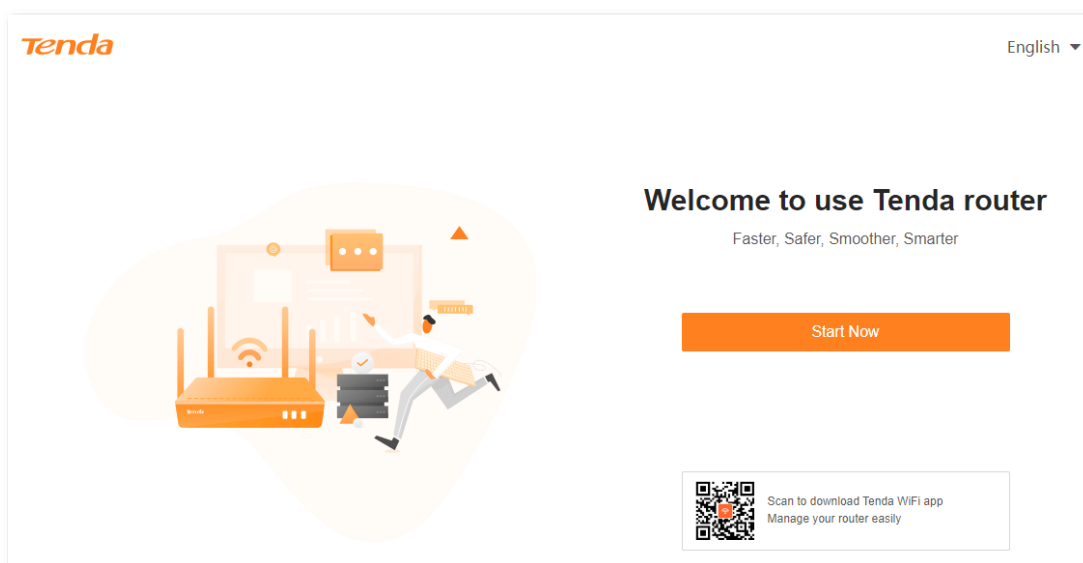 Tenda
English
Welcome to use Tenda router
Faster, Safer, Smoother, Smarter
Start Now
Tenda
Scan to download Tenda WiFi app
Manage your router easily